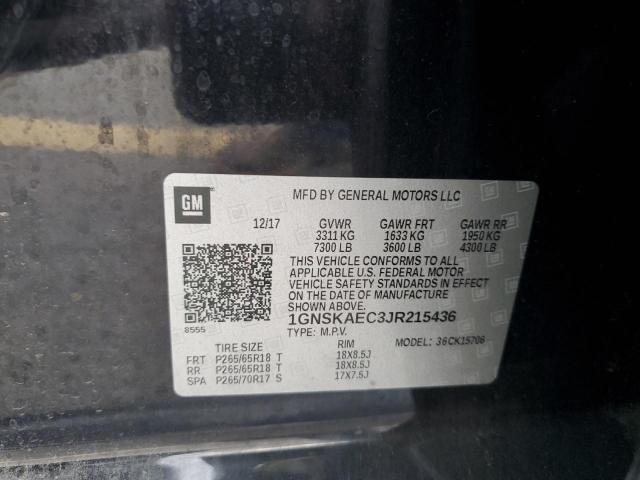 GM
MFD BY GENERAL MOTORS LLC
12/17 GVWR GAWR FRT GAWR RR
3311 KG 1633 KG 1950 KG
7300 LB 3600 LB 4300 LB
THIS VEHICLE CONFORMS TO ALL
APPLICABLE U.S. FEDERAL MOTOR
VEHICLE SAFETY STANDARDS IN EFFECT
ON THE DATE OF MANUFACTURE
SHOWN ABOVE.
8555
1GNSKAEC3JR215436
TYPE: M.P.V. MODEL: 36CK15706
TIRE SIZE RIM
FRT P265/65R18 T 18X8.5J
RR P265/65R18 T 18X8.5J
SPA P265/70R17 S 17X7.5J